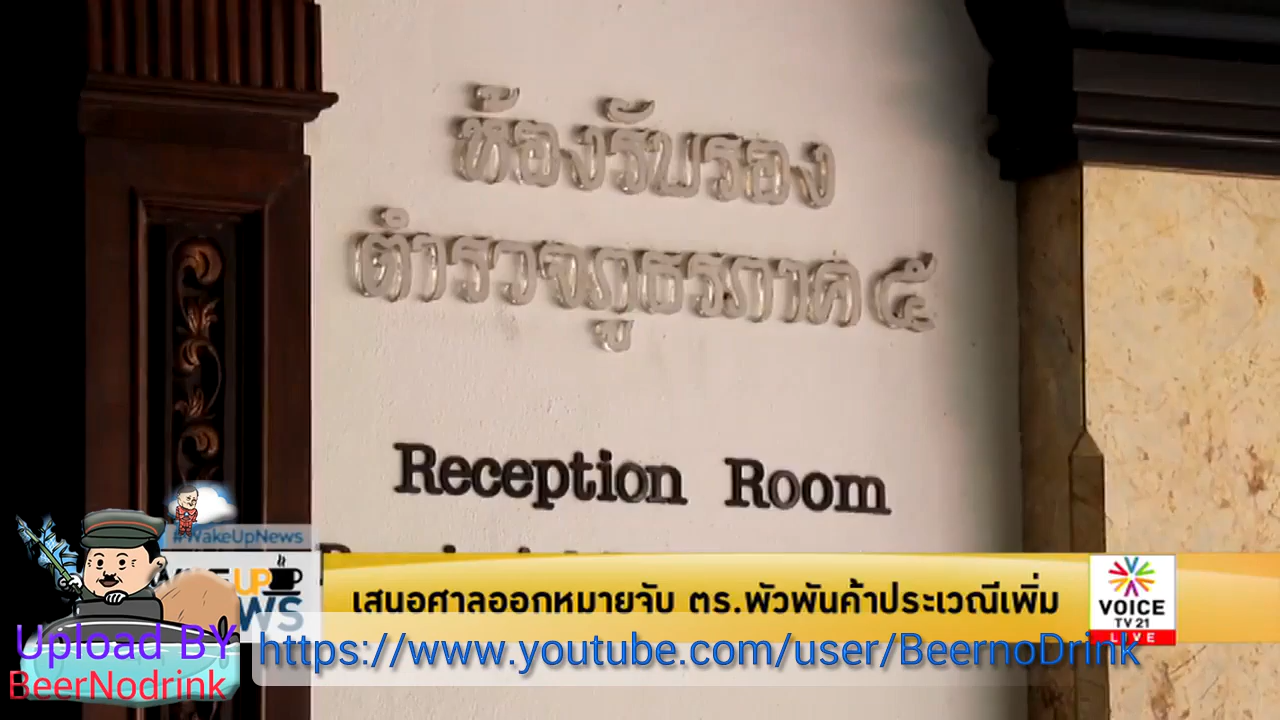 ห้องรับรอง
ตำรวจภูธรภาค ๕
Reception Room
#WakeUpNews
UP
เสนอศาลออกหมายจับ ตร.พัวพันค้าประเวณีเพิ่ม
VOICE
TV 21
LIVE
Upload BY
https://www.youtube.com/user/BeernoDrink
BeerNodrink